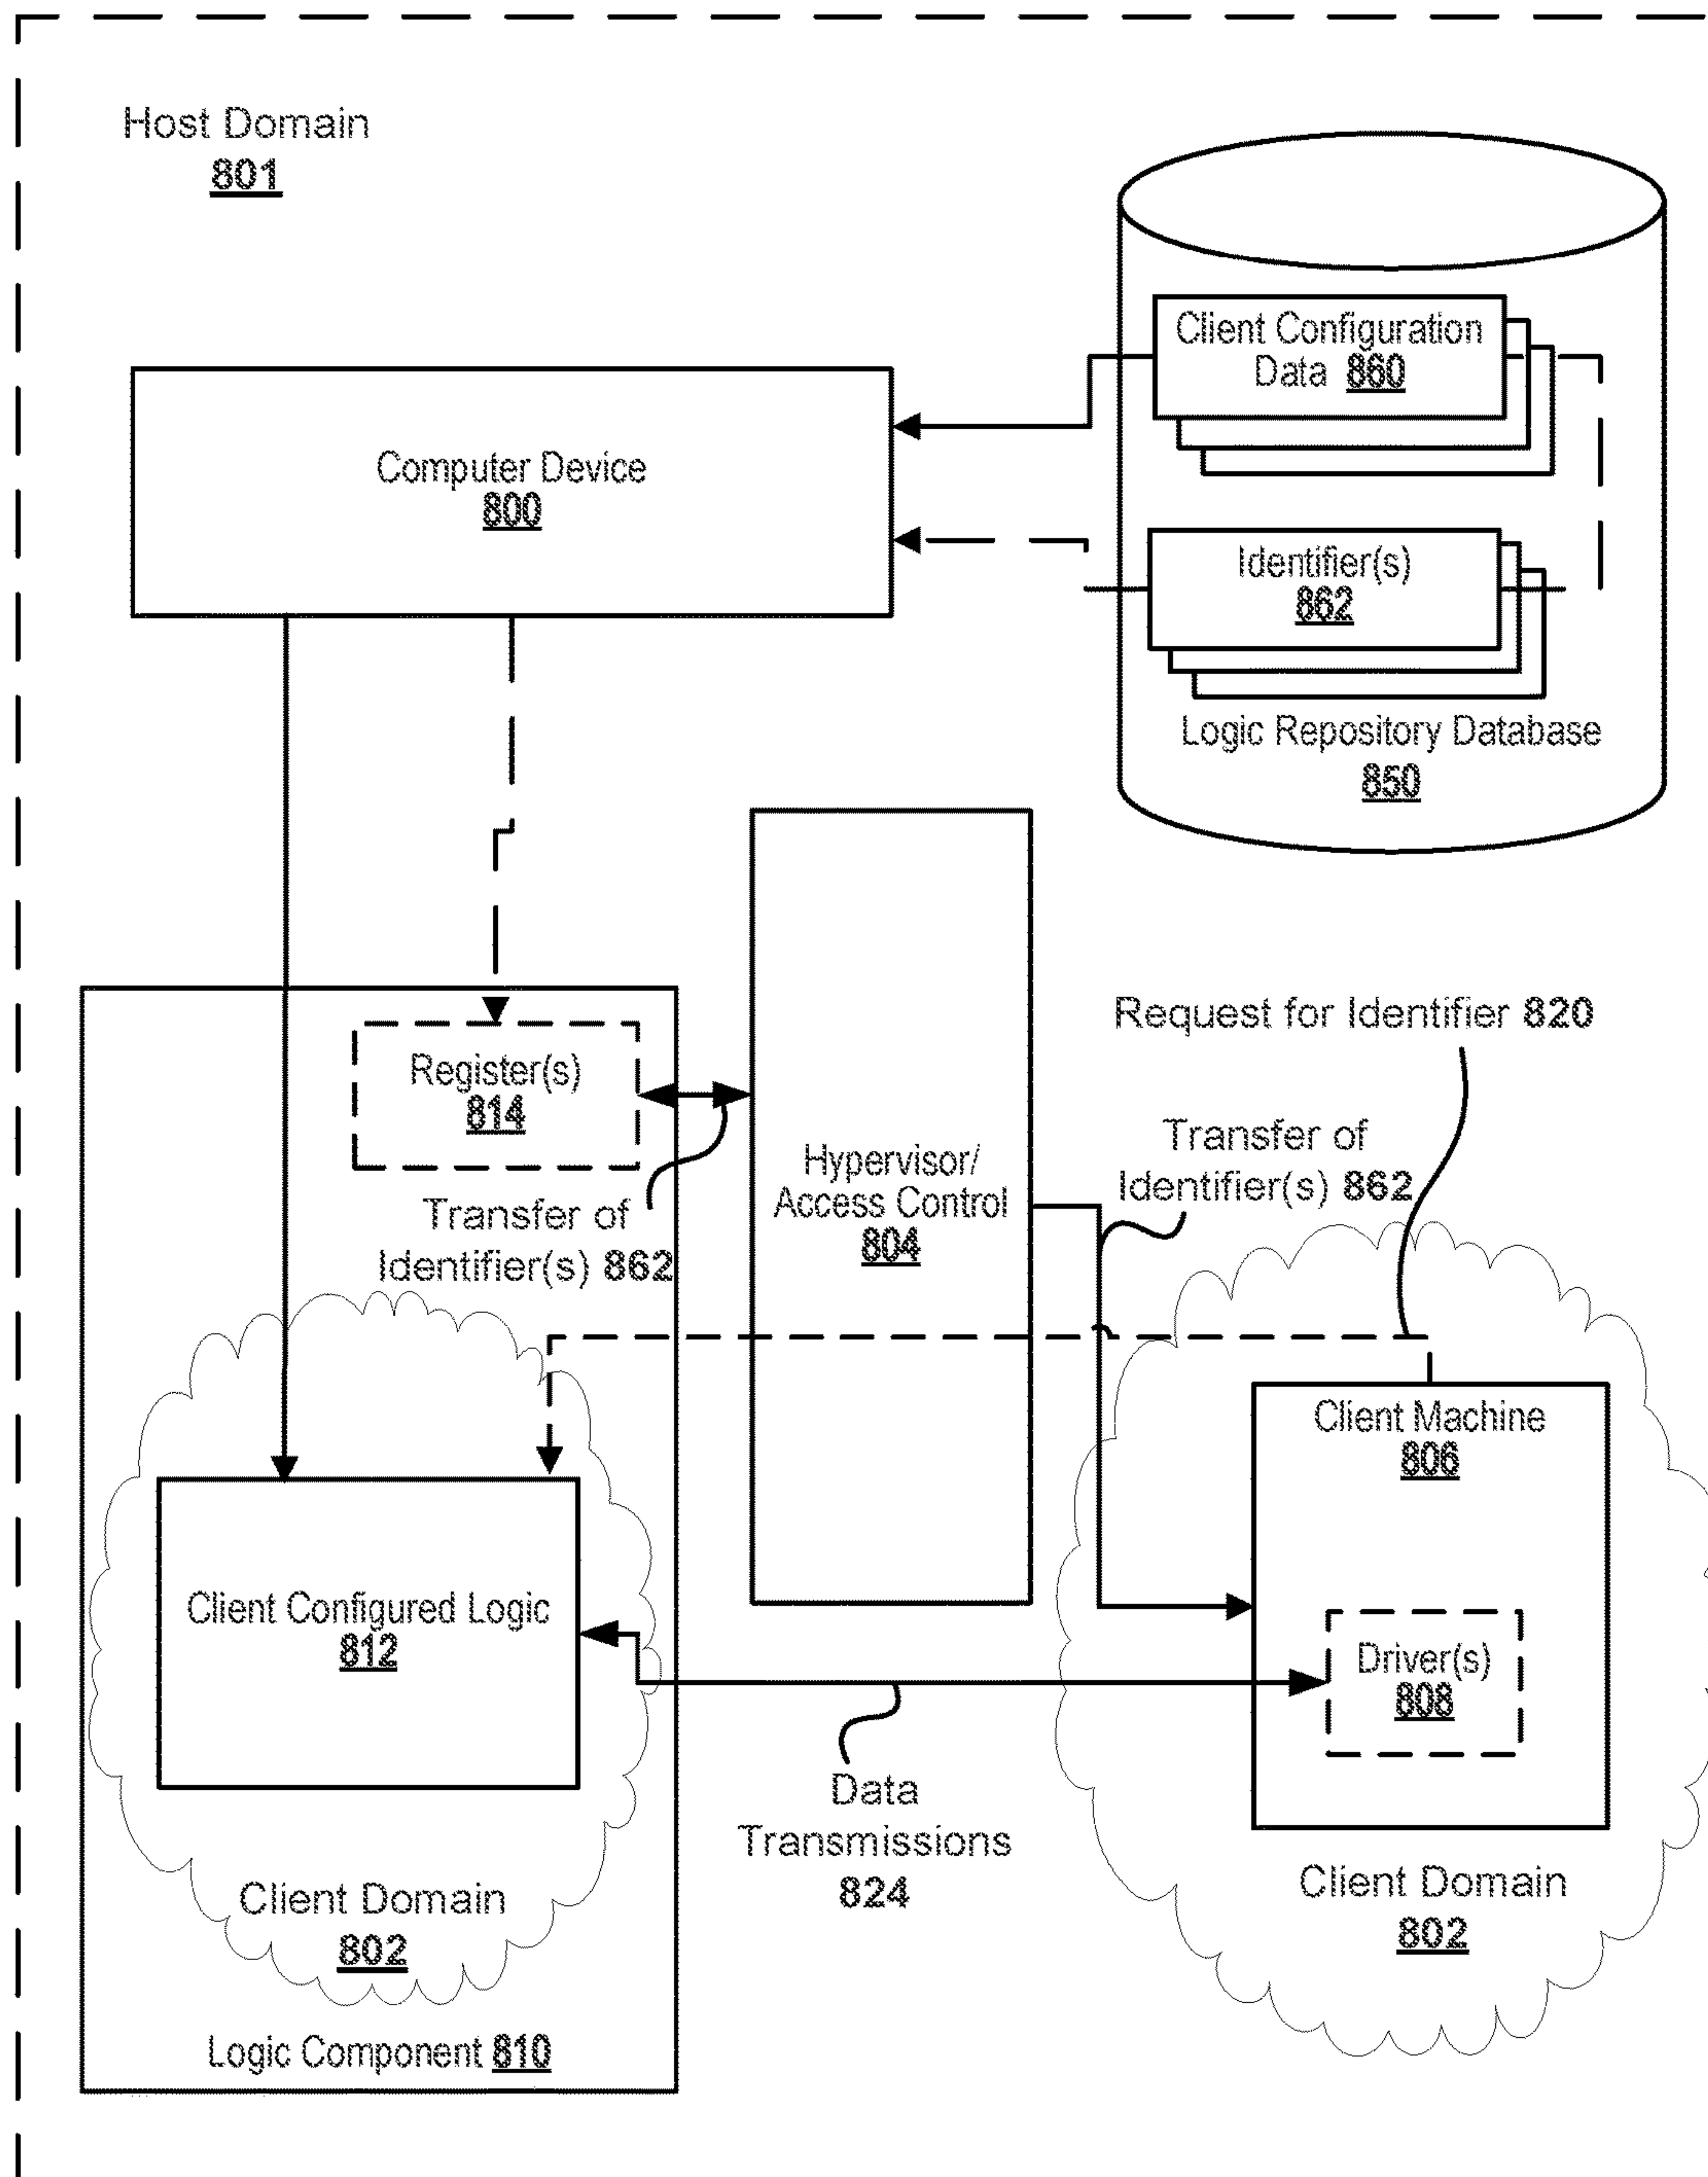 Host Domain
801
Client Configuration
Data 860
Computer Device
800
Identifier(s)
862
Logic Repository Database
850
Request for Identifier 820
Register(s)
814
Transfer of
Identifier(s) 862
Hypervisor/
Access Control
804
Transfer of
Identifier(s) 862
Client Machine
806
Client Configured Logic
812
Driver(s)
808
Data
Transmissions
824
Client Domain
802
Client Domain
802
Logic Component 810